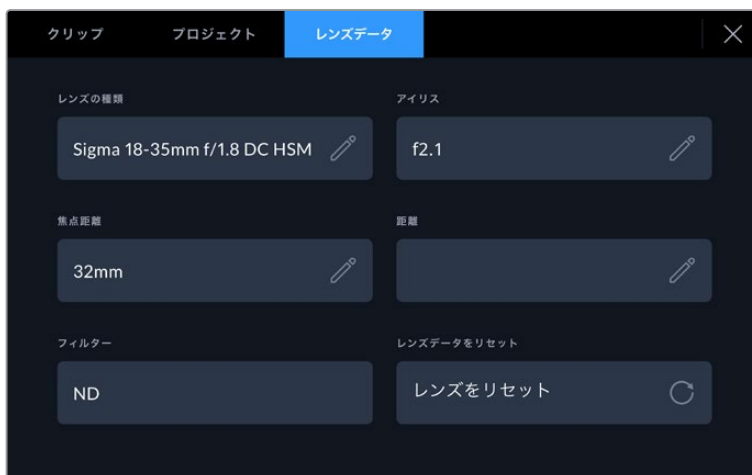 クリップ プロジェクト レンズデータ
レンズの種類 アイリス
Sigma 18-35mm f/1.8 DC HSM f2.1
焦点距離 距離
32mm
フィルター レンズデータをリセット
ND レンズをリセット